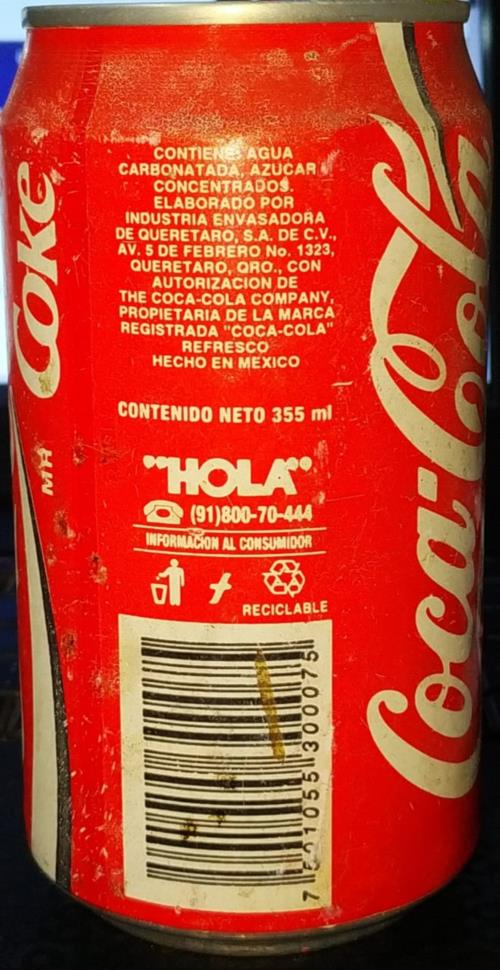 Coke
MR
CONTIENE: AGUA
CARBONATADA, AZUCAR
CONCENTRADOS.
ELABORADO POR
INDUSTRIA ENVASADORA
DE QUERETARO, S.A. DE C.V.,
AV. 5 DE FEBRERO No. 1323,
QUERETARO, QRO., CON
AUTORIZACION DE
THE COCA-COLA COMPANY,
PROPIETARIA DE LA MARCA
REGISTRADA "COCA-COLA"
REFRESCO
HECHO EN MEXICO
CONTENIDO NETO 355 ml
"HOLA"
(91)800-70-444
INFORMACION AL CONSUMIDOR
RECICLABLE
7 501055 300075
Coca-Cola